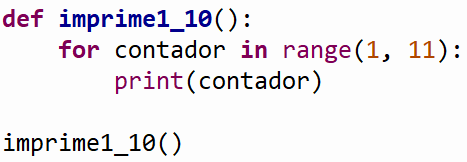 def imprime1_10():
    for contador in range(1, 11):
        print(contador)

imprime1_10()